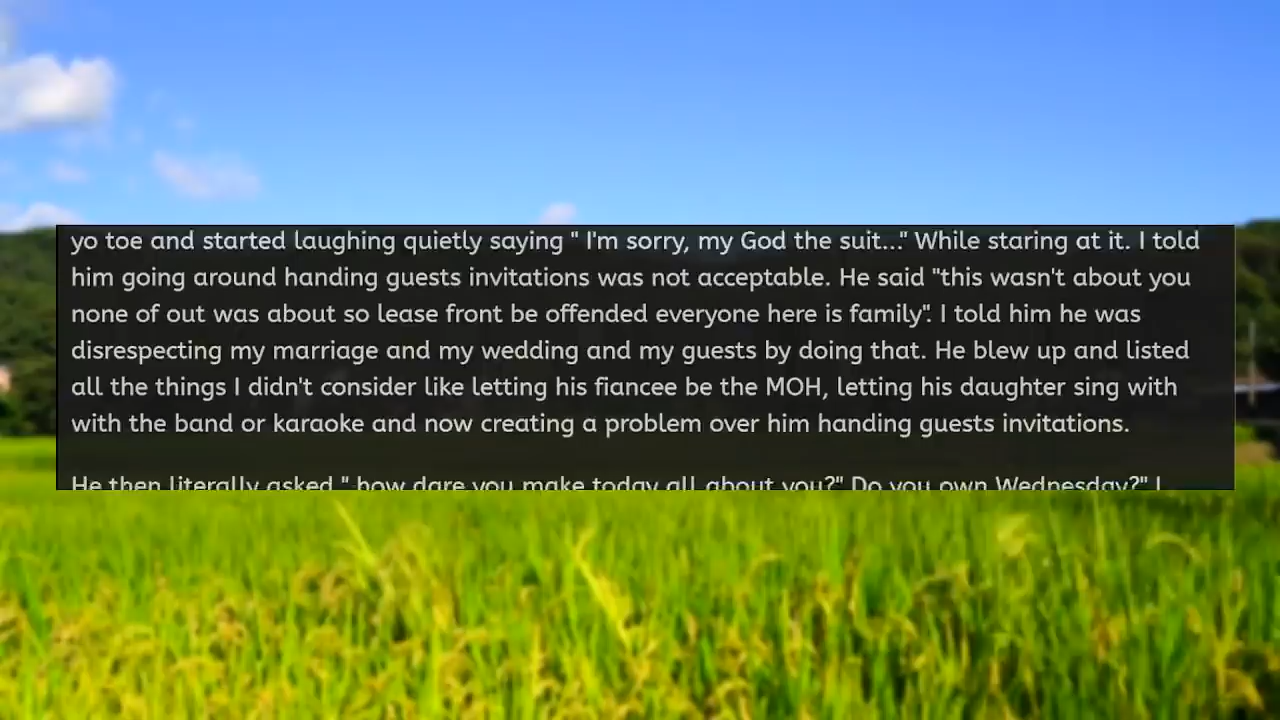 yo toe and started laughing quietly saying " I'm sorry, my God the suit..." While staring at it. I told
him going around handing guests invitations was not acceptable. He said "this wasn't about you
none of out was about so lease front be offended everyone here is family". I told him he was
disrespecting my marriage and my wedding and my guests by doing that. He blew up and listed
all the things I didn't consider like letting his fiancee be the MOH, letting his daughter sing with
with the band or karaoke and now creating a problem over him handing guests invitations.
He then literally asked " how dare you make today all about you?" Do you own Wednesday?" I